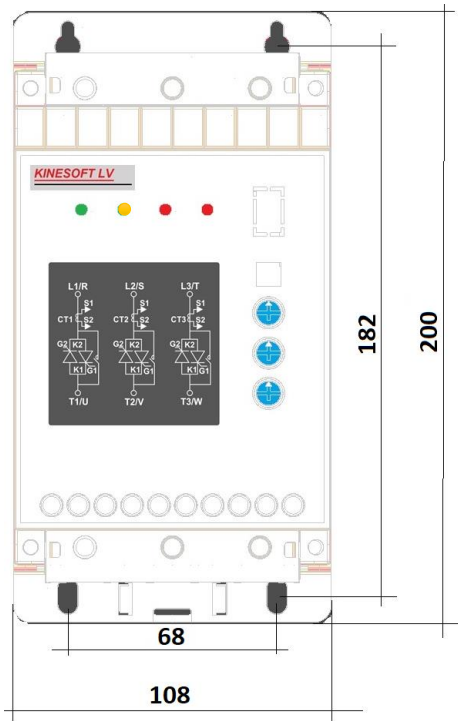 KINESOFT LV
L1/R L2/S L3/T
S1 S1 S1
CT1 S2 CT2 S2 CT3 S2
G2 K2 G2 K2 G2 K2
K1 G1 K1 G1 K1 G1
T1/U T2/V T3/W
182
200
68
108